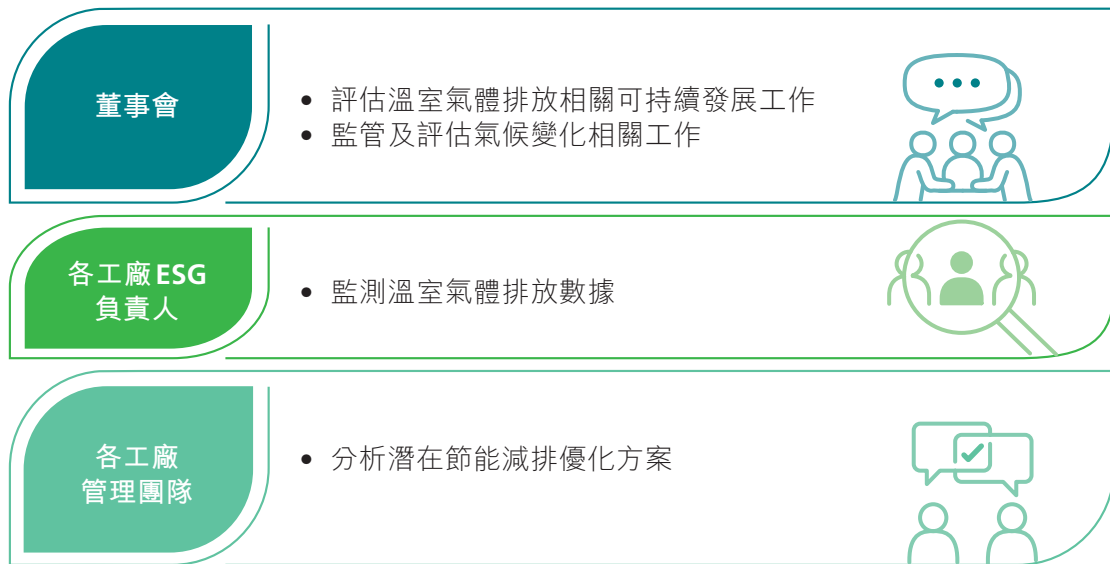 董事會
• 評估溫室氣體排放相關可持續發展工作
• 監管及評估氣候變化相關工作
各工廠ESG
負責人
• 監測溫室氣體排放數據
各工廠
管理團隊
• 分析潛在節能減排優化方案